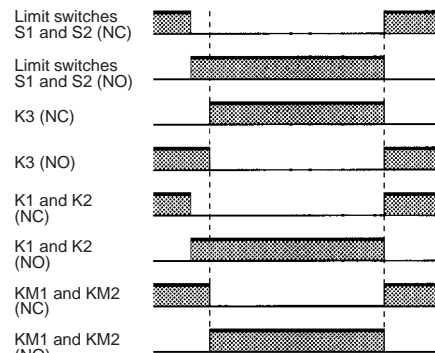 Limit switches
S1 and S2 (NC)
Limit switches
S1 and S2 (NO)
K3 (NC)
K3 (NO)
K1 and K2
(NC)
K1 and K2
(NO)
KM1 and KM2
(NC)
KM1 and KM2
(NO)